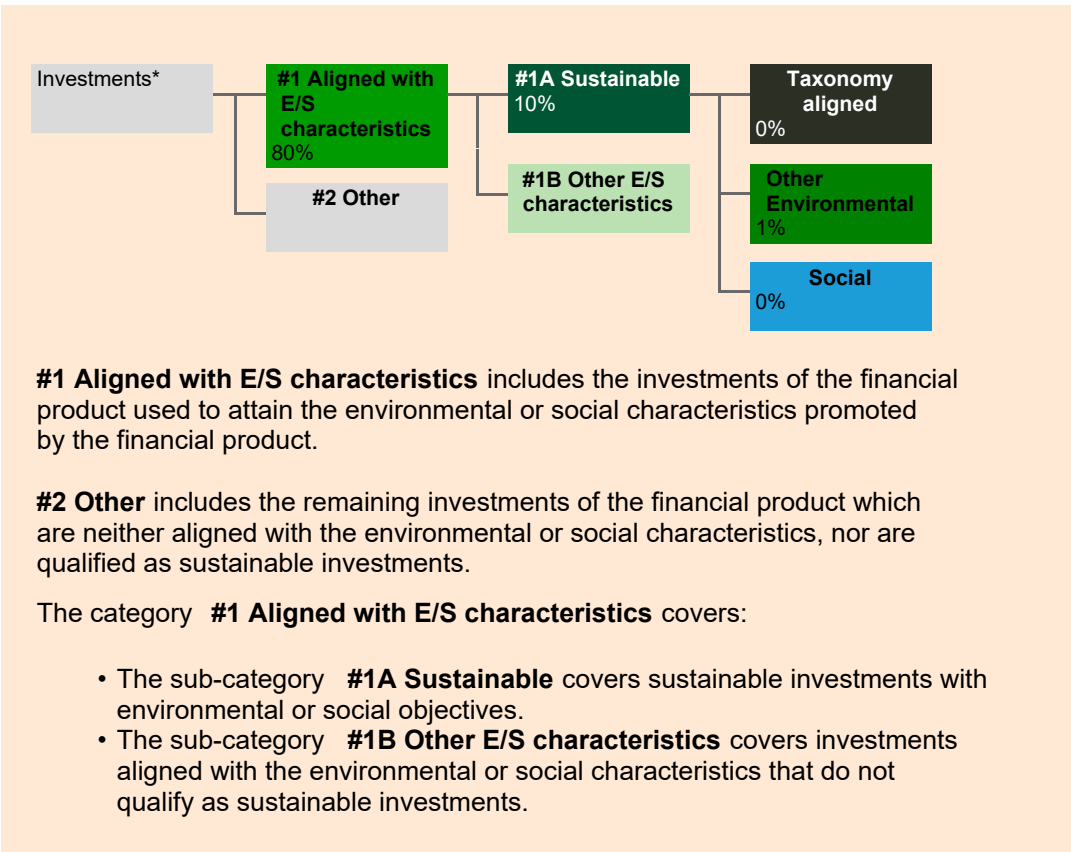 Investments*
#1 Aligned with
E/S
characteristics
80%
#2 Other
#1A Sustainable
10%
#1B Other E/S
characteristics
Taxonomy
aligned
0%
Other
Environmental
1%
Social
0%
#1 Aligned with E/S characteristics includes the investments of the financial
product used to attain the environmental or social characteristics promoted
by the financial product.
#2 Other includes the remaining investments of the financial product which
are neither aligned with the environmental or social characteristics, nor are
qualified as sustainable investments.
The category #1 Aligned with E/S characteristics covers:
• The sub-category #1A Sustainable covers sustainable investments with
environmental or social objectives.
• The sub-category #1B Other E/S characteristics covers investments
aligned with the environmental or social characteristics that do not
qualify as sustainable investments.